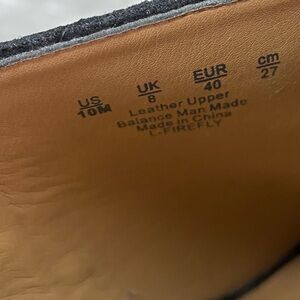 US UK EUR cm
10M 8 40 27
Leather Upper
Balance Man Made
Made in China
L-FIREFLY